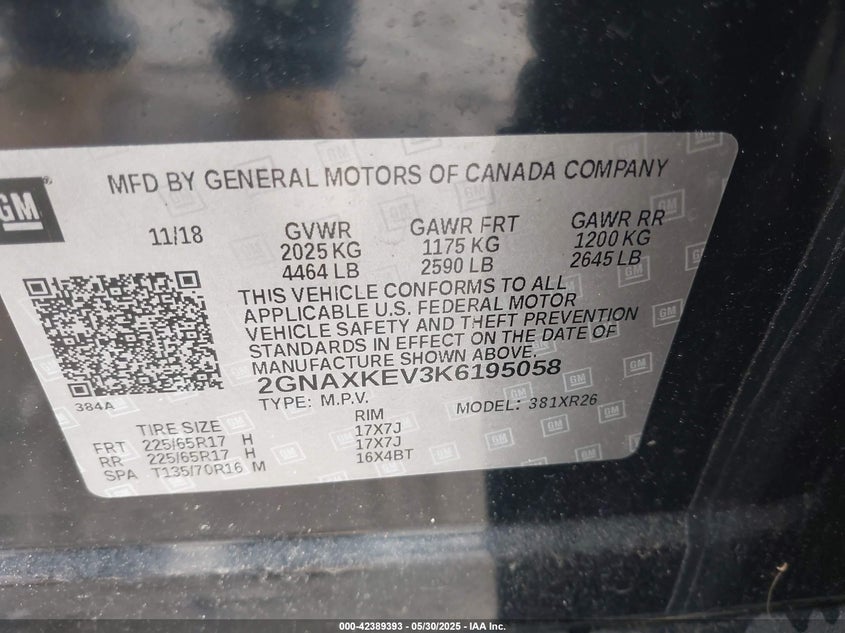 GM
MFD BY GENERAL MOTORS OF CANADA COMPANY
11/18 GVWR GAWR FRT GAWR RR
2025 KG 1175 KG 1200 KG
4464 LB 2590 LB 2645 LB
THIS VEHICLE CONFORMS TO ALL
APPLICABLE U.S. FEDERAL MOTOR
VEHICLE SAFETY AND THEFT PREVENTION
STANDARDS IN EFFECT ON THE DATE OF
MANUFACTURE SHOWN ABOVE.
2GNAXKEV3K6195058
384A
TYPE: M.P.V. MODEL: 381XR26
TIRE SIZE RIM
FRT 225/65R17 H 17X7J
RR 225/65R17 H 17X7J
SPA T135/70R16 M 16X4BT
000-42389393 - 05/30/2025 - IAA Inc.